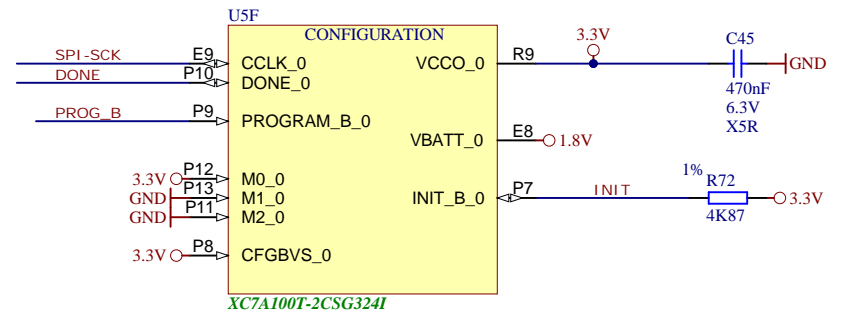 U5F
CONFIGURATION
SPI-SCK
E9
CCLK_0
DONE
P10
DONE_0
PROG_B
P9
PROGRAM_B_0
3.3V
P12
M0_0
GND
P13
M1_0
GND
P11
M2_0
3.3V
P8
CFGBVS_0
VCCO_0
R9
3.3V
C45
GND
470nF
6.3V
X5R
VBATT_0
E8
1.8V
INIT_B_0
P7
INIT
1%
R72
4K87
3.3V
XC7A100T-2CSG324I